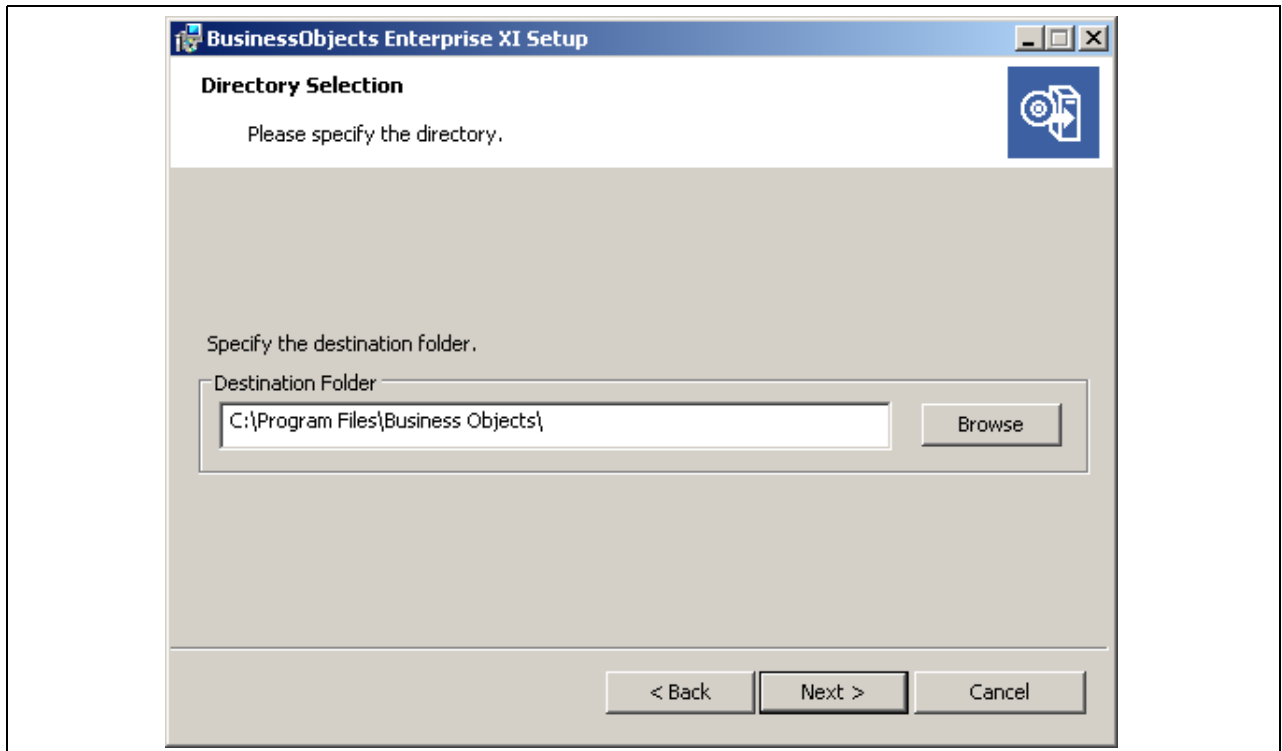 BusinessObjects Enterprise XI Setup
Directory Selection
Please specify the directory.
Specify the destination folder.
Destination Folder
C:\Program Files\Business Objects\
Browse
< Back
Next >
Cancel